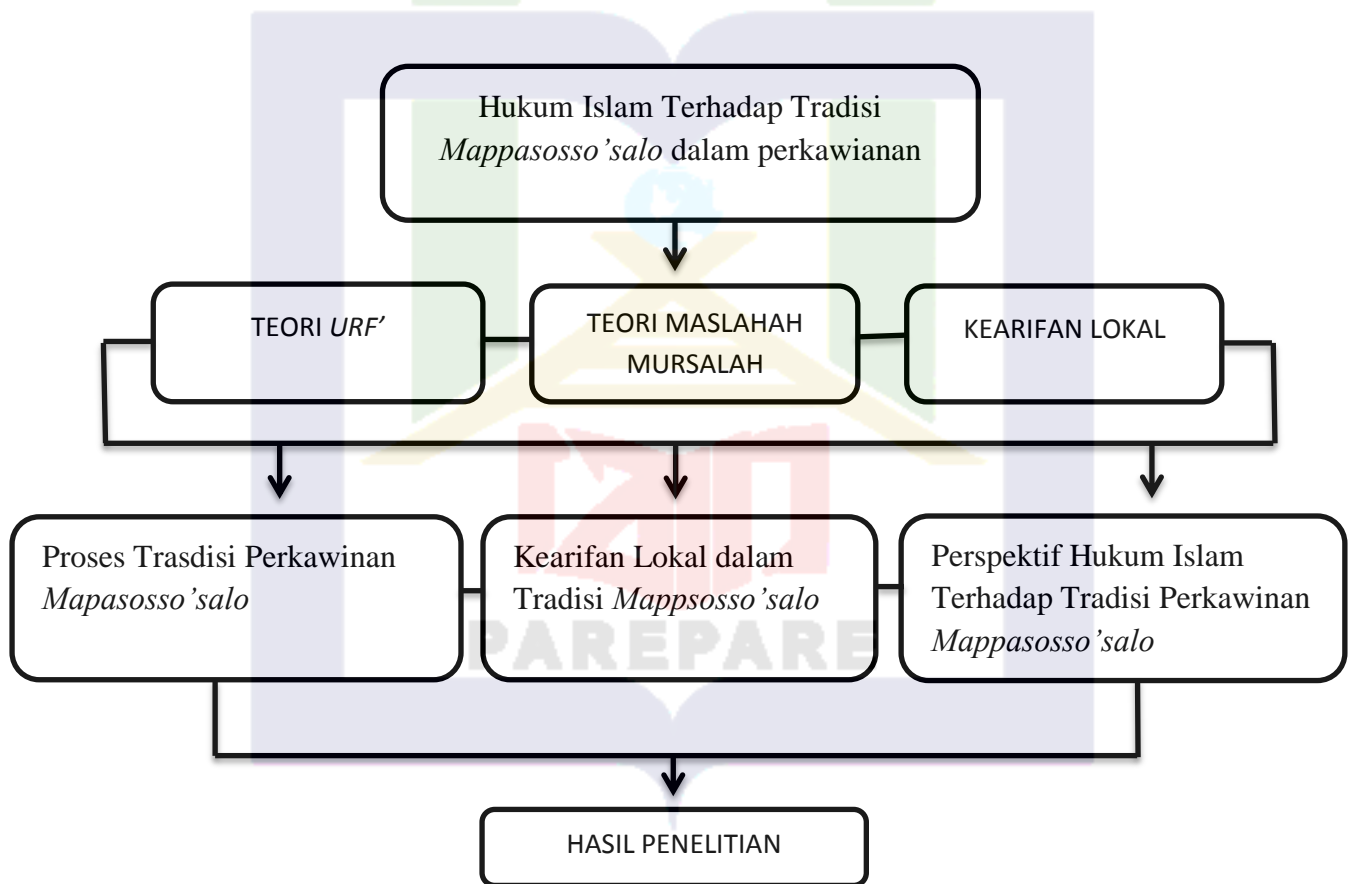 Hukum Islam Terhadap Tradisi
Mappasosso’salo dalam perkawianan
TEORI URF’
TEORI MASLAHAH
MURSALAH
KEARIFAN LOKAL
Proses Trasdisi Perkawinan
Mapasosso’salo
Kearifan Lokal dalam
Tradisi Mappsosso’salo
Perspektif Hukum Islam
Terhadap Tradisi Perkawinan
Mappasosso’salo
PAREPARE
HASIL PENELITIAN